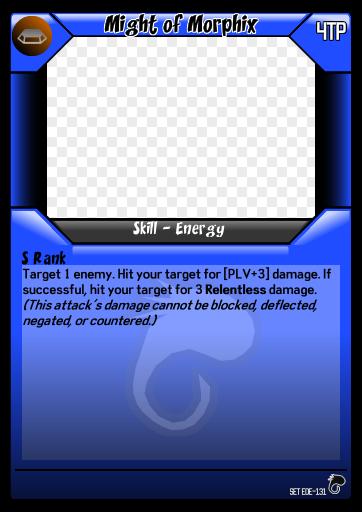 Might of Morphix
4TP
Skill - Energy
S Rank
Target 1 enemy. Hit your target for [PLV+3] damage. If
successful, hit your target for 3 Relentless damage.
(This attack's damage cannot be blocked, deflected,
negated, or countered.)
SET EOE-131